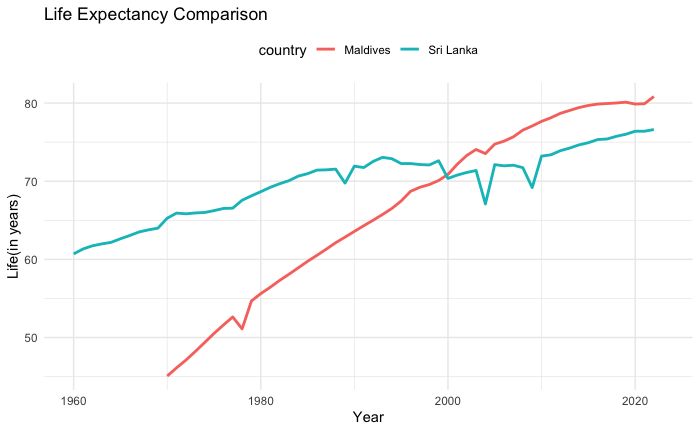 Life Expectancy Comparison
country Maldives Sri Lanka
80
70
60
50
Life(in years)
1960 1980 2000 2020
Year